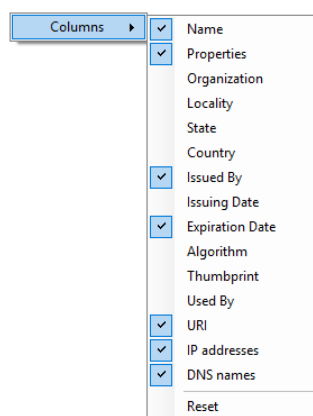 Columns
Name
Properties
Organization
Locality
State
Country
Issued By
Issuing Date
Expiration Date
Algorithm
Thumbprint
Used By
URI
IP addresses
DNS names
Reset